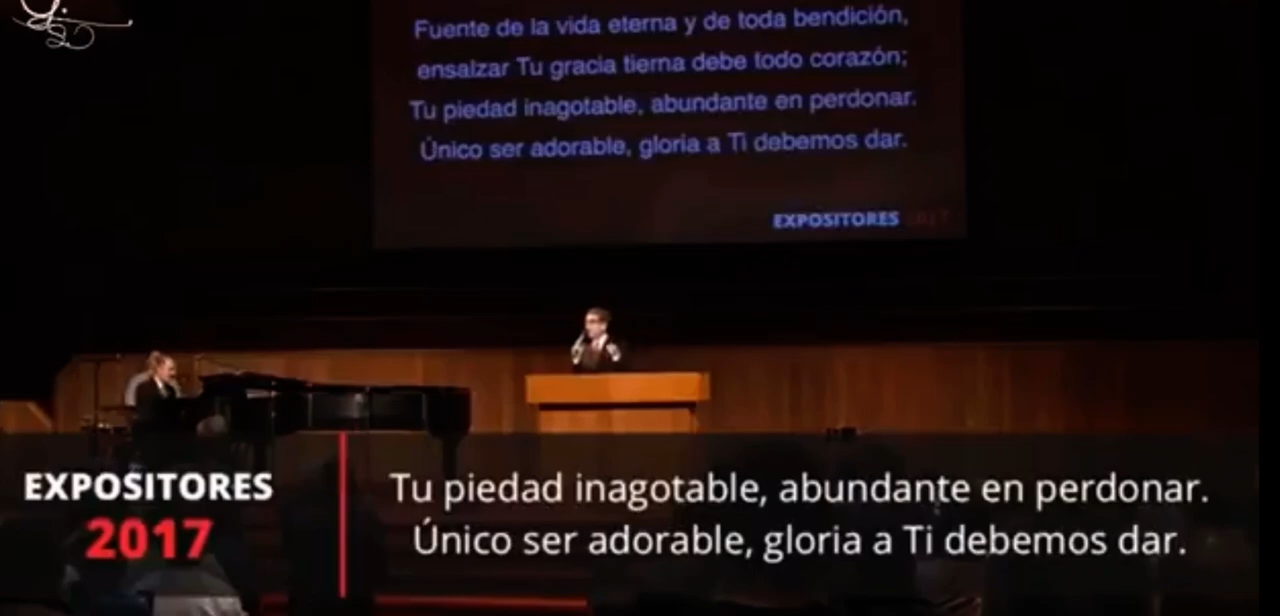 Fuente de la vida eterna y de toda bendición,
ensalzar Tu gracia tierna debe todo corazón;
Tu piedad inagotable, abundante en perdonar.
Único ser adorable, gloria a Ti debemos dar.
EXPOSITORES 2017
EXPOSITORES
2017
Tu piedad inagotable, abundante en perdonar.
Único ser adorable, gloria a Ti debemos dar.